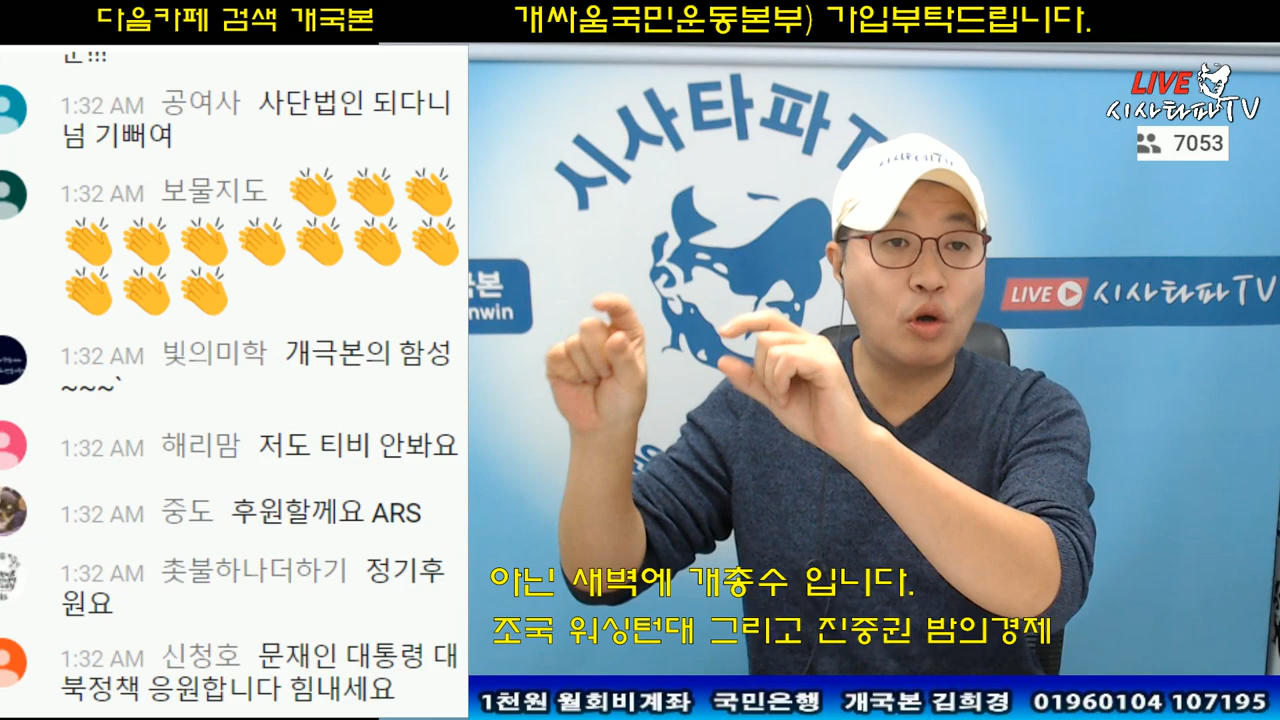 다음카페 검색 개국본
개싸움국민운동본부) 가입부탁드립니다.
1:32 AM 공여사 사단법인 되다니
넘 기뻐여
1:32 AM 보물지도 👏👏👏
👏👏👏👏👏👏👏
👏👏👏
1:32 AM 빛의미학 개극본의 함성
~~~`
1:32 AM 해리맘 저도 티비 안봐요
1:32 AM 중도 후원할께요 ARS
1:32 AM 촛불하나더하기 정기후
원요
1:32 AM 신청호 문재인 대통령 대
북정책 응원합니다 힘내세요
LIVE
시사타파TV
7053
시사타파T
시사타파TV
국본
nwin
LIVE 시사타파TV
아닌 새벽에 개총수 입니다.
조국 워싱턴대 그리고 진중권 밤의경제
1천원 월회비계좌 국민은행 개국본 김희경 01960104 107195